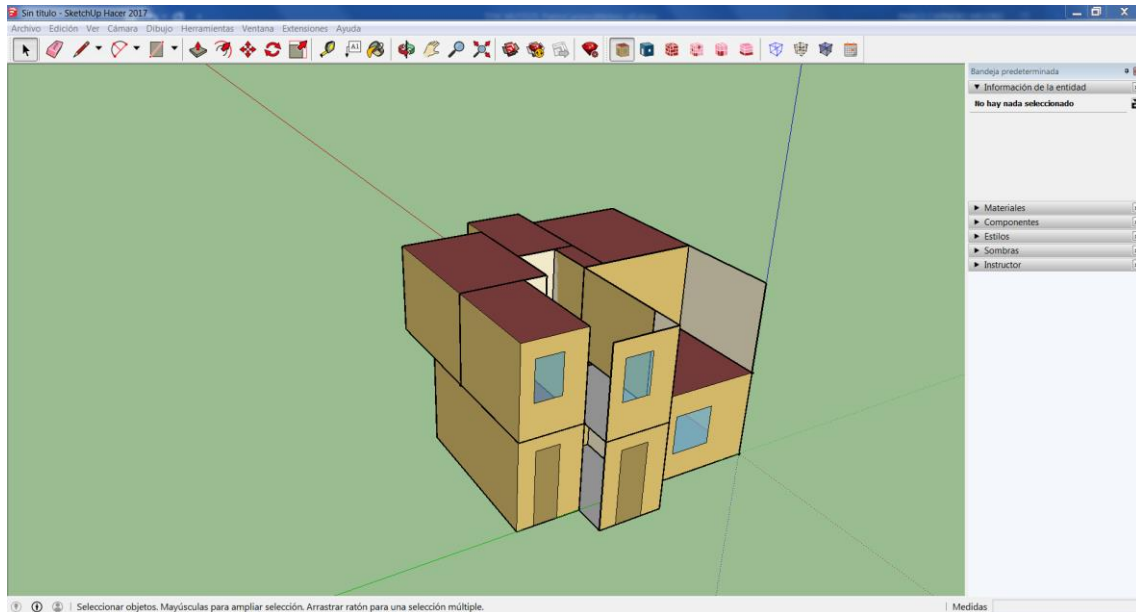 Sin título - SketchUp Hacer 2017
Archivo Edición Ver Cámara Dibujo Herramientas Ventana Extensiones Ayuda
A1
Bandeja predeterminada
Información de la entidad
No hay nada seleccionado
Materiales
Componentes
Estilos
Sombras
Instructor
Seleccionar objetos. Mayúsculas para ampliar selección. Arrastrar ratón para una selección múltiple.
Medidas